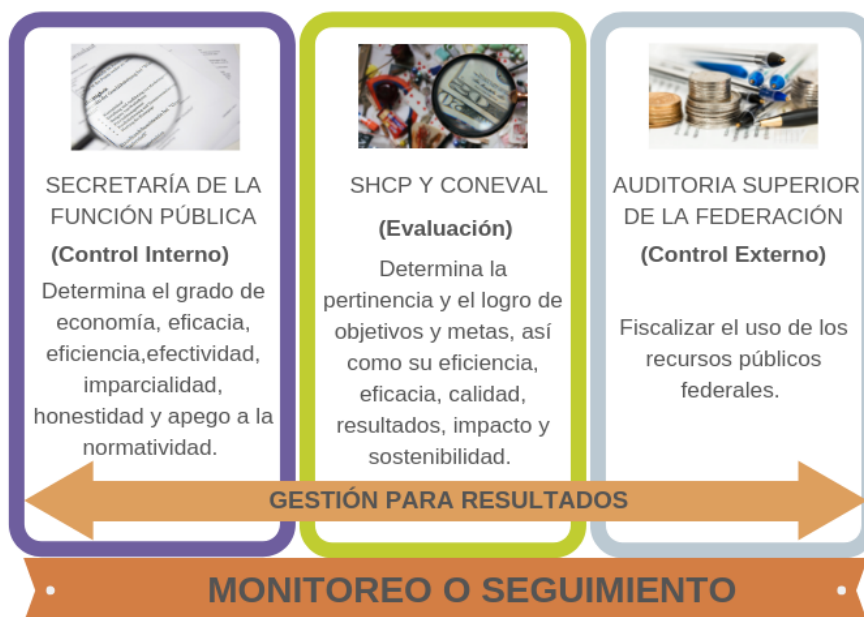 SECRETARÍA DE LA
FUNCIÓN PÚBLICA
(Control Interno)
Determina el grado de
economía, eficacia,
eficiencia,efectividad,
imparcialidad,
honestidad y apego a la
normatividad.
SHCP Y CONEVAL
(Evaluación)
Determina la
pertinencia y el logro de
objetivos y metas, así
como su eficiencia,
eficacia, calidad,
resultados, impacto y
sostenibilidad.
AUDITORIA SUPERIOR
DE LA FEDERACIÓN
(Control Externo)
Fiscalizar el uso de los
recursos públicos
federales.
GESTIÓN PARA RESULTADOS
MONITOREO O SEGUIMIENTO